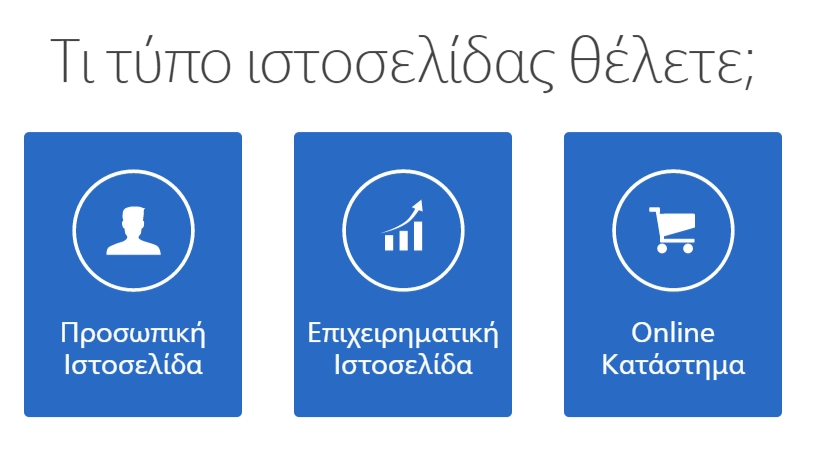 Τι τύπο ιστοσελίδας θέλετε;
Προσωπική
Ιστοσελίδα
Επιχειρηματική
Ιστοσελίδα
Online
Κατάστημα